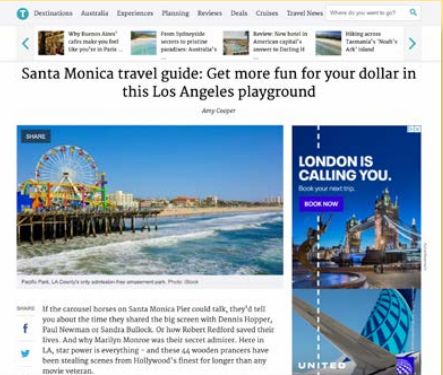 T Destinations Australia Experiences Planning Reviews Deals Cruises Travel News Where do you want to go?
Why Buenos Aires'
cafes make you feel
like you're in Paris ...
From Sydneyside
secrets to pristine
paradises: Australia's
...
Review: New hotel in
American capital's
answer to Darling H
...
Hiking across
Tasmania's 'Noah's
Ark' island
Santa Monica travel guide: Get more fun for your dollar in
this Los Angeles playground
Amy Cooper
SHARE
Pacific Park, LA County's only admission-free amusement park. Photo: iStock
LONDON IS
CALLING YOU.
Book your next trip.
BOOK NOW
UNITED
SHARE
If the carousel horses on Santa Monica Pier could talk, they'd tell
you about the time they shared the big screen with Dennis Hopper,
Paul Newman or Sandra Bullock. Or how Robert Redford saved their
lives. And why Marilyn Monroe was their secret admirer. Here in
LA, star power is everything – and these 44 wooden prancers have
been stealing scenes from Hollywood's finest for longer than any
movie veteran.